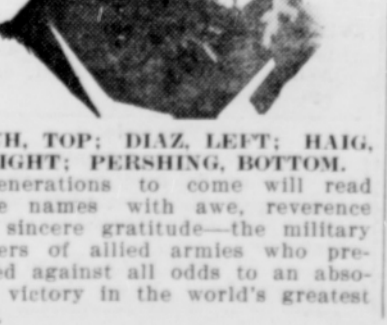 H, TOP; DIAZ, LEFT; HAIG,
IGHT; PERSHING, BOTTOM.
enerations to come will read
e names with awe, reverence
sincere gratitude—the military
ers of allied armies who pre-
ed against all odds to an abso-
victory in the world's greatest